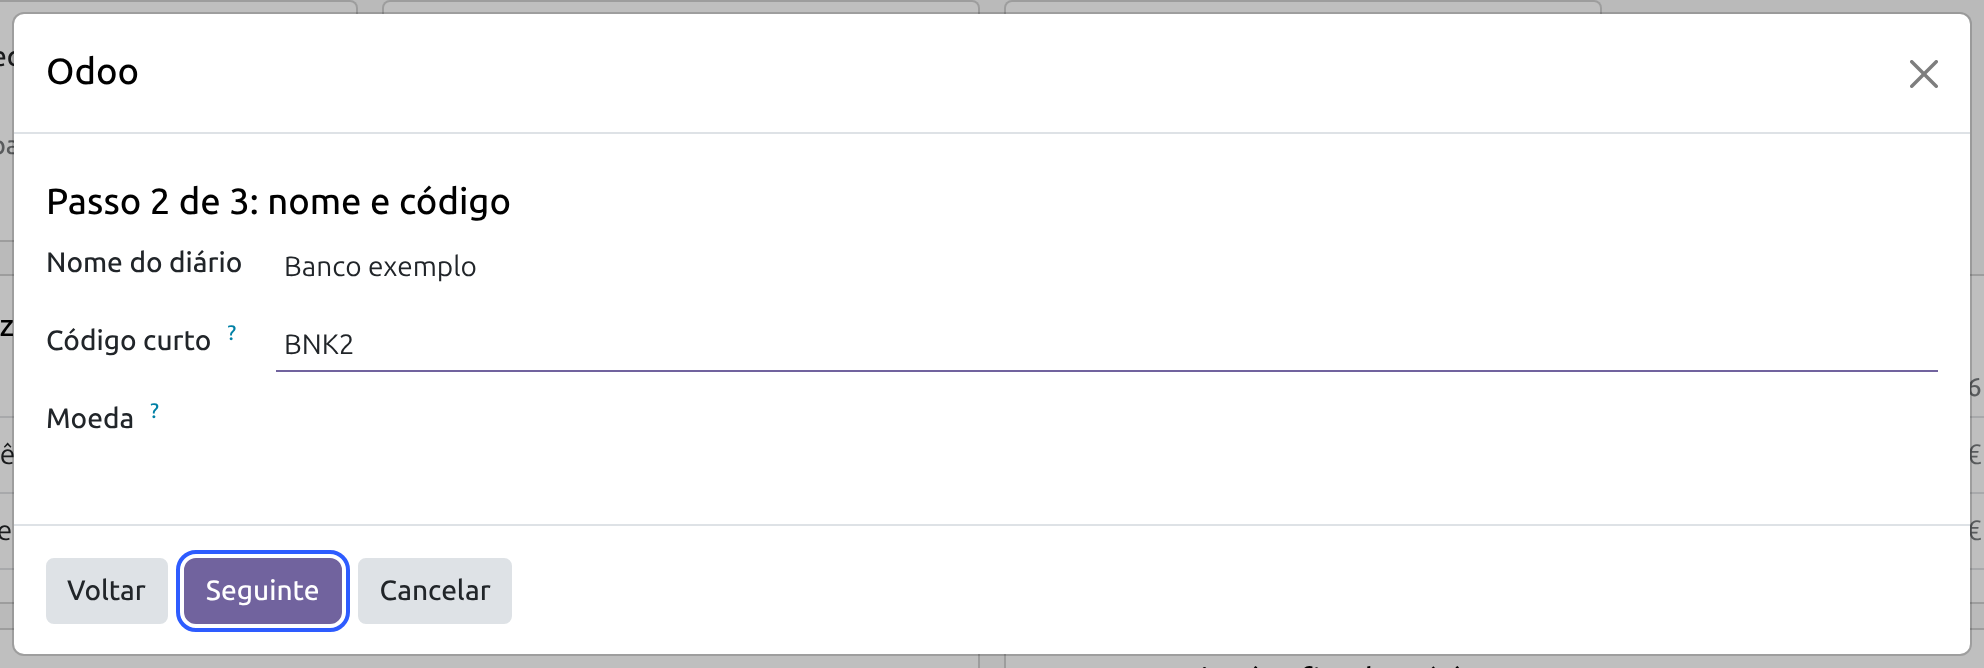 Odoo
Passo 2 de 3: nome e código
Nome do diário Banco exemplo
Código curto ? BNK2
Moeda ?
Voltar Seguinte Cancelar